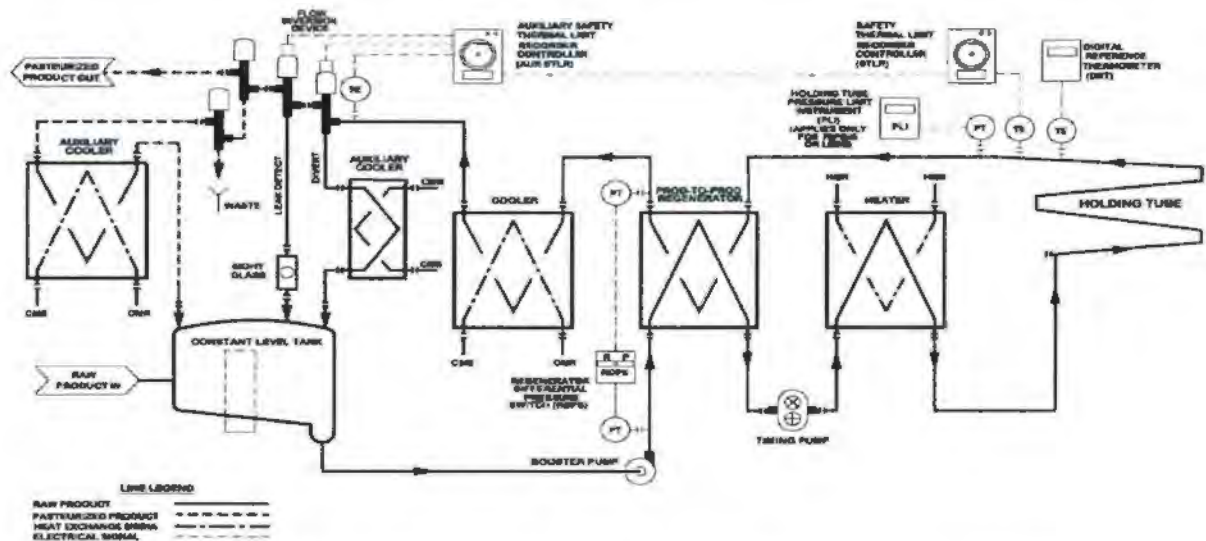 FLOW
DIVERSION
DEVICE
AUXILIARY SAFETY
THERMAL LIMIT
RECORDER
CONTROLLER
(AUX STLR)
SAFETY
THERMAL LIMIT
RECORDER
CONTROLLER
(STLR)
DIGITAL
REFERENCE
THERMOMETER
(DRT)
PASTEURIZED
PRODUCT OUT
HOLDING TUBE
PRESSURE LIMIT
INSTRUMENT
(PLI)
(APPLIES ONLY
PLI
PT
TS
TS
AUXILIARY
COOLER
WASTE
LEAK DETECT
DIVERT
AUXILIARY
COOLER
COOLER
PT
PROD-TO-PROD
REGENERATOR
HEATER
HOLDING TUBE
SIGHT
GLASS
CONSTANT LEVEL TANK
RAW
PRODUCT IN
R P
RDPS
REGENERATOR
DIFFERENTIAL
PRESSURE
SWITCH (RDPS)
PT
TIMING PUMP
BOOSTER PUMP
LINE LEGEND
RAW PRODUCT
PASTEURIZED PRODUCT
HEAT EXCHANGE MEDIA
ELECTRICAL SIGNAL